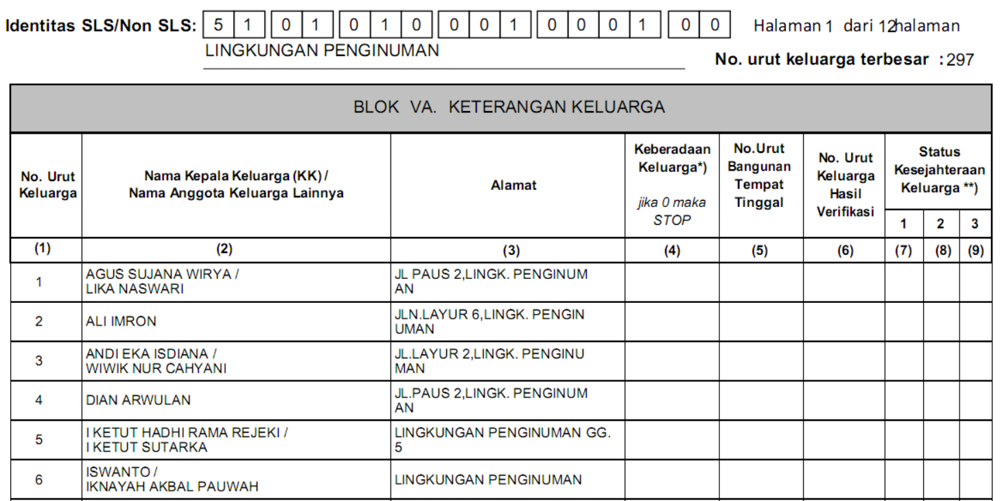 Identitas SLS/Non SLS: 5 1 0 1 0 1 0 0 0 1 0 0 0 1 0 0 Halaman 1 dari 12 halaman
LINGKUNGAN PENGINUMAN
No. urut keluarga terbesar : 297
BLOK VA. KETERANGAN KELUARGA
No. Urut
Keluarga
Nama Kepala Keluarga (KK) /
Nama Anggota Keluarga Lainnya
Alamat
Keberadaan
Keluarga*)
jika 0 maka
STOP
No.Urut
Bangunan
Tempat
Tinggal
No. Urut
Keluarga
Hasil
Verifikasi
Status
Kesejahteraan
Keluarga **)
1 2 3
(1) (2) (3) (4) (5) (6) (7) (8) (9)
1
AGUS SUJANA WIRYA /
LIKA NASWARI
JL PAUS 2,LINGK. PENGINUM
AN
2
ALI IMRON
JLN.LAYUR 6,LINGK. PENGIN
UMAN
3
ANDI EKA ISDIANA /
WIWIK NUR CAHYANI
JL.LAYUR 2,LINGK. PENGINU
MAN
4
DIAN ARWULAN
JL.PAUS 2,LINGK. PENGINUM
AN
5
I KETUT HADHI RAMA REJEKI /
I KETUT SUTARKA
LINGKUNGAN PENGINUMAN GG.
5
6
ISWANTO /
IKNAYAH AKBAL PAUWAH
LINGKUNGAN PENGINUMAN